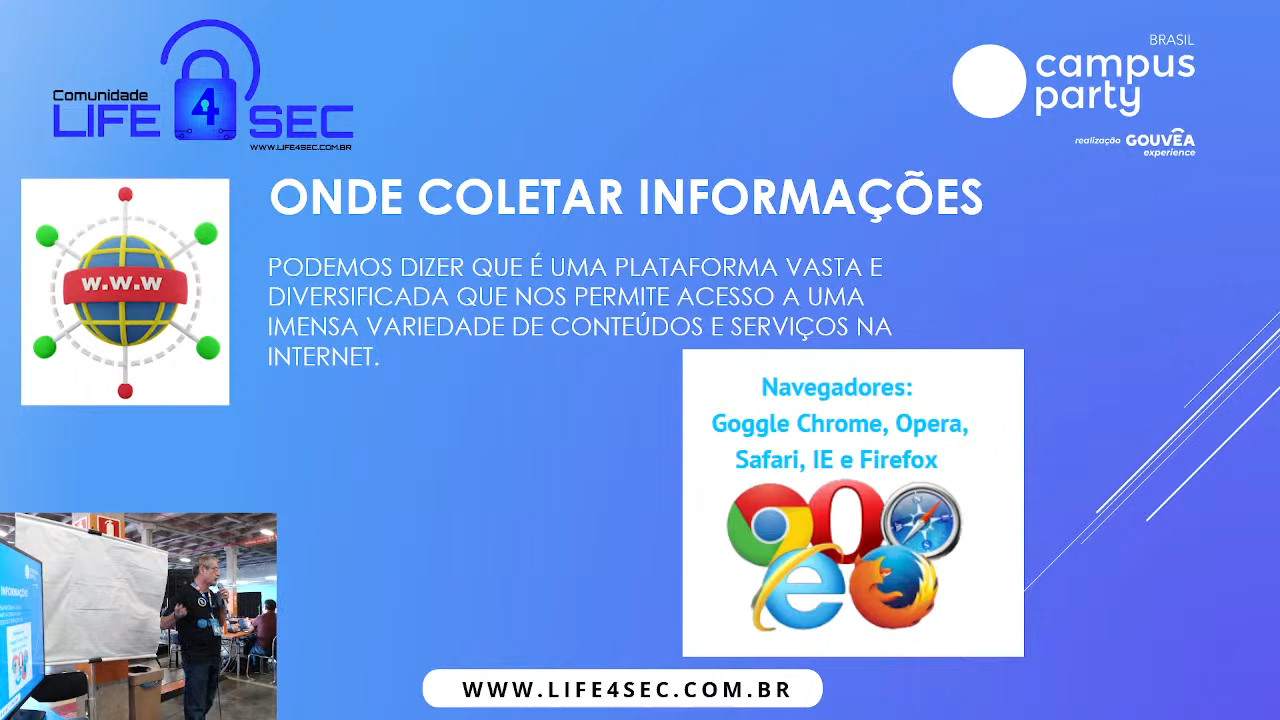 Comunidade
LIFE 4 SEC
WWW.LIFE4SEC.COM.BR
BRASIL
campus
party
realização GOUVÊA
experience
W.W.W
ONDE COLETAR INFORMAÇÕES
PODEMOS DIZER QUE É UMA PLATAFORMA VASTA E
DIVERSIFICADA QUE NOS PERMITE ACESSO A UMA
IMENSA VARIEDADE DE CONTEÚDOS E SERVIÇOS NA
INTERNET.
Navegadores:
Goggle Chrome, Opera,
Safari, IE e Firefox
INFORMAÇÕES
WWW.LIFE4SEC.COM.BR